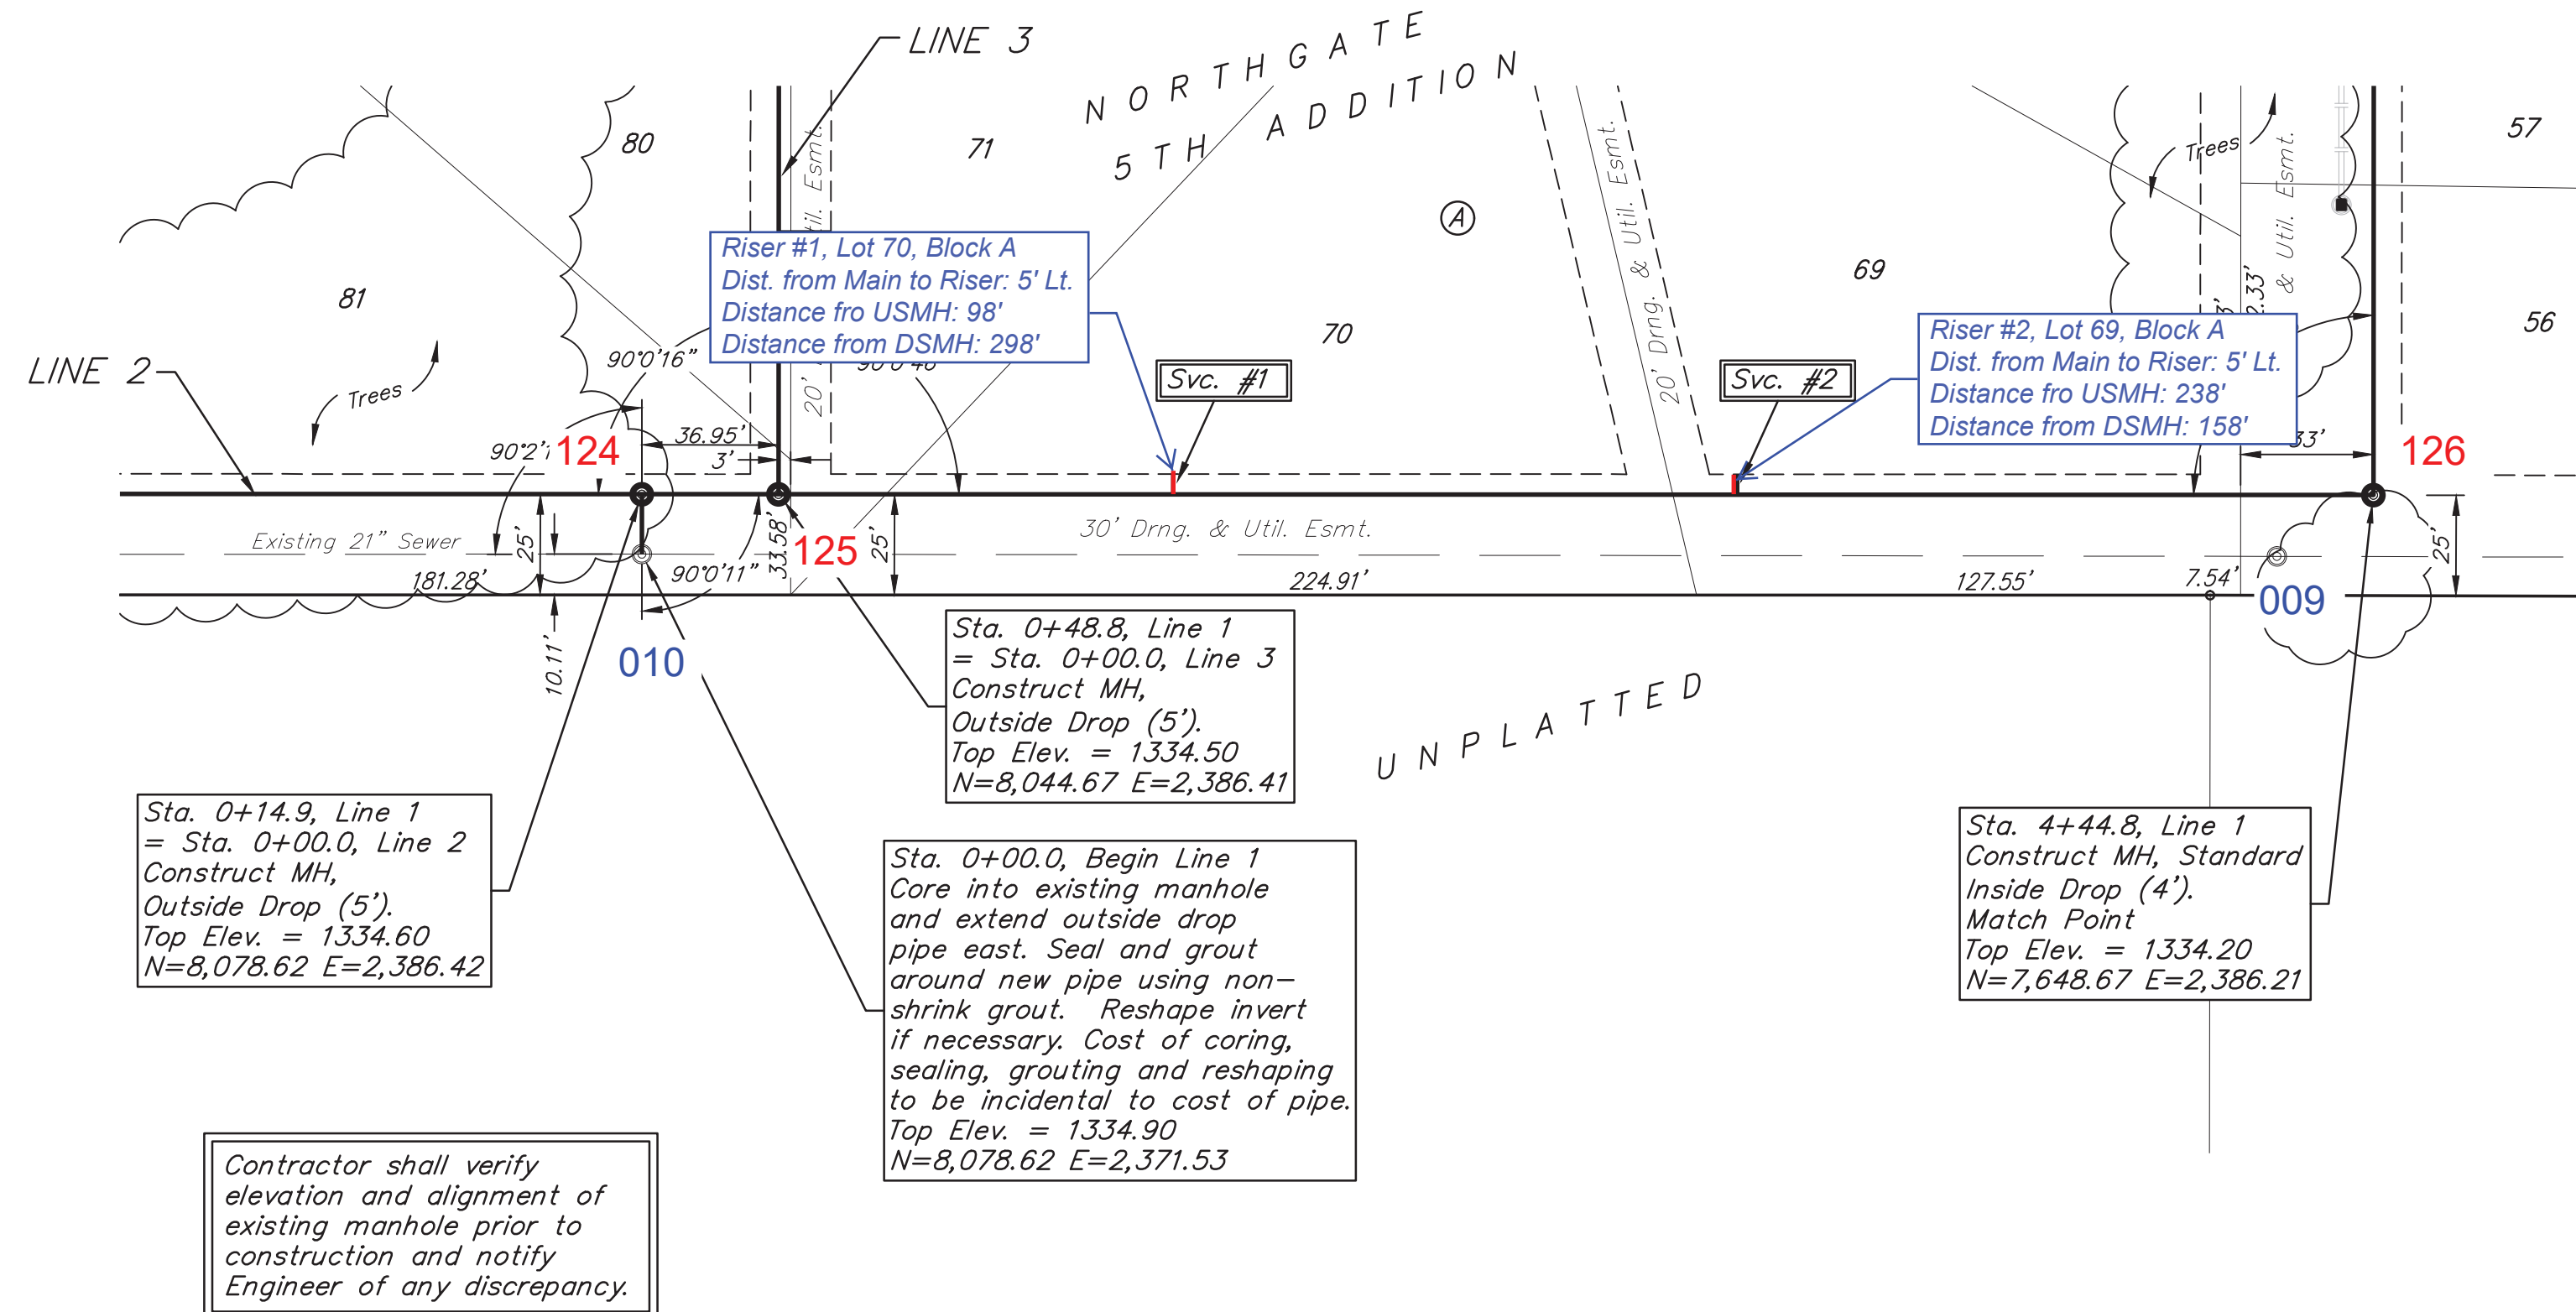 LINE 3
NORTHGATE
5TH ADDITION
80
71
57
Trees
Util. Esmt.
& Util. Esmt.
20' Drng. & Util. Esmt.
A
Riser #1, Lot 70, Block A
Dist. from Main to Riser: 5' Lt.
Distance fro USMH: 98'
Distance from DSMH: 298'
81
69
70
56
Riser #2, Lot 69, Block A
Dist. from Main to Riser: 5' Lt.
Distance fro USMH: 238'
Distance from DSMH: 158'
LINE 2
Trees
90°0'16"
20'
Svc. #1
Svc. #2
90°2'
124
36.95'
3'
126
Existing 21" Sewer
25'
33.58'
125
25'
30' Drng. & Util. Esmt.
25'
181.28'
90°0'11"
224.91'
127.55'
7.54'
009
10.11'
010
Sta. 0+48.8, Line 1
= Sta. 0+00.0, Line 3
Construct MH,
Outside Drop (5').
Top Elev. = 1334.50
N=8,044.67 E=2,386.41
UNPLATTED
Sta. 0+14.9, Line 1
= Sta. 0+00.0, Line 2
Construct MH,
Outside Drop (5').
Top Elev. = 1334.60
N=8,078.62 E=2,386.42
Sta. 0+00.0, Begin Line 1
Core into existing manhole
and extend outside drop
pipe east. Seal and grout
around new pipe using non-
shrink grout. Reshape invert
if necessary. Cost of coring,
sealing, grouting and reshaping
to be incidental to cost of pipe.
Top Elev. = 1334.90
N=8,078.62 E=2,371.53
Sta. 4+44.8, Line 1
Construct MH, Standard
Inside Drop (4').
Match Point
Top Elev. = 1334.20
N=7,648.67 E=2,386.21
Contractor shall verify
elevation and alignment of
existing manhole prior to
construction and notify
Engineer of any discrepancy.